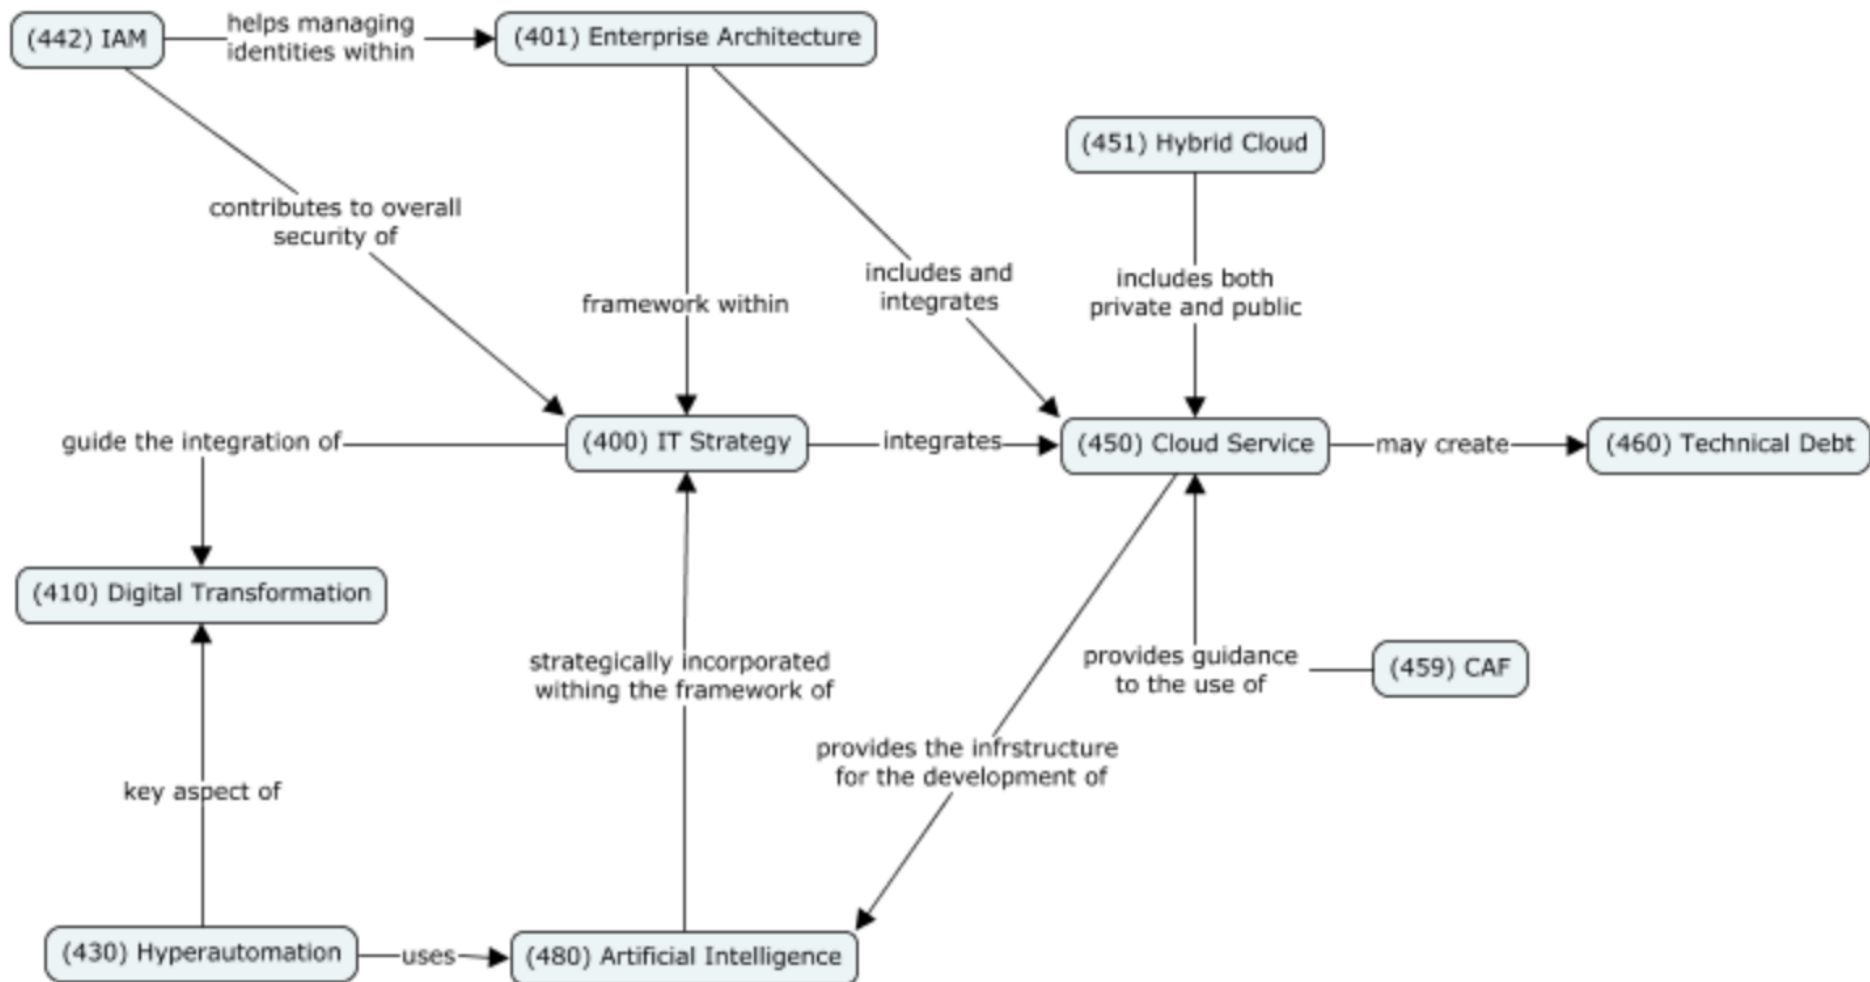 (442) IAM
helps managing
identities within
(401) Enterprise Architecture
(451) Hybrid Cloud
contributes to overall
security of
includes and
integrates
includes both
private and public
framework within
guide the integration of
(400) IT Strategy
integrates
(450) Cloud Service
may create
(460) Technical Debt
(410) Digital Transformation
strategically incorporated
withing the framework of
provides guidance
to the use of
(459) CAF
provides the infrstructure
for the development of
key aspect of
(430) Hyperautomation
uses
(480) Artificial Intelligence